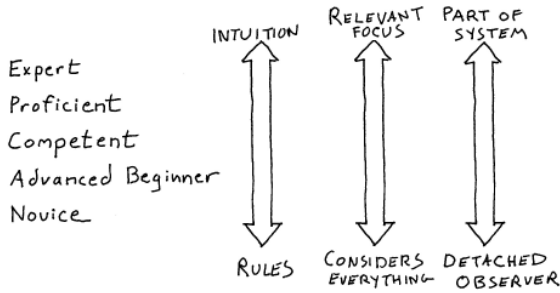 INTUITION
RELEVANT
FOCUS
PART OF
SYSTEM
Expert
Proficient
Competent
Advanced Beginner
Novice
RULES
CONSIDERS
EVERYTHING
DETACHED
OBSERVER